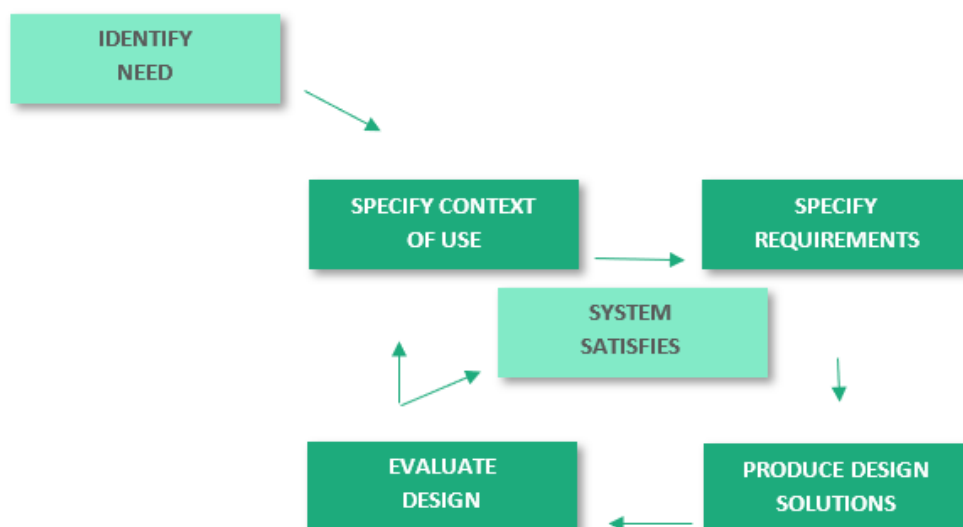 IDENTIFY
NEED
SPECIFY CONTEXT
OF USE
SPECIFY
REQUIREMENTS
SYSTEM
SATISFIES
EVALUATE
DESIGN
PRODUCE DESIGN
SOLUTIONS